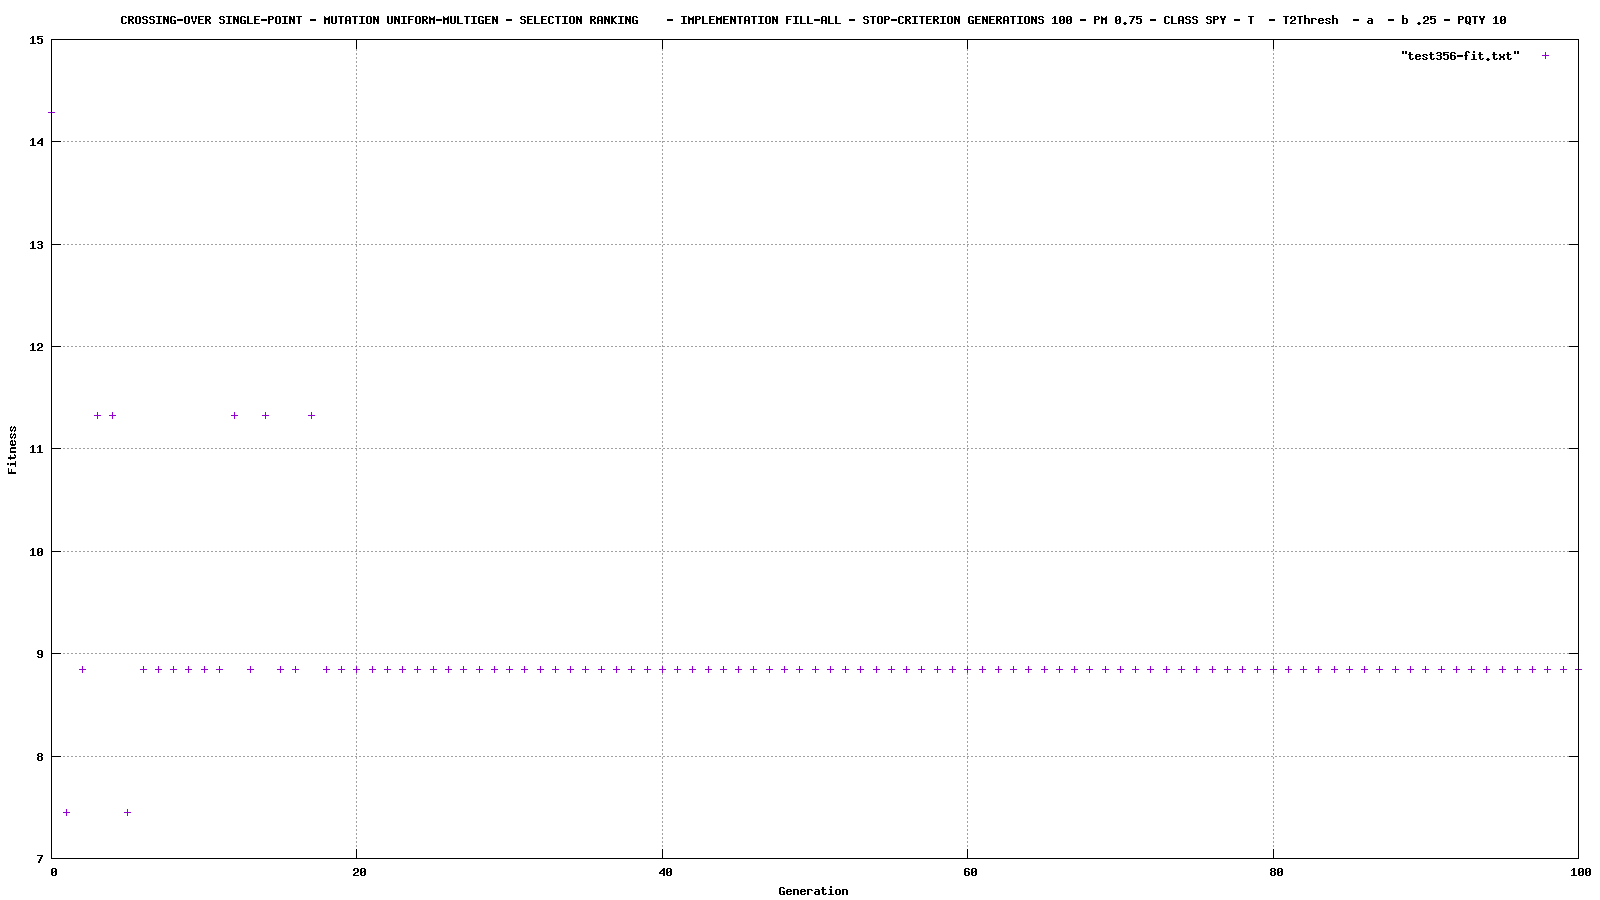 CROSSING-OVER SINGLE-POINT - MUTATION UNIFORM-MULTIGEN - SELECTION RANKING    - IMPLEMENTATION FILL-ALL - STOP-CRITERION GENERATIONS 100 - PM 0.75 - CLASS SPY - T  - T2Thresh  - a  - b .25 - PQTY 10
"test356-fit.txt"
15
14
13
12
11
10
9
8
7
Fitness
0 20 40 60 80 100
Generation